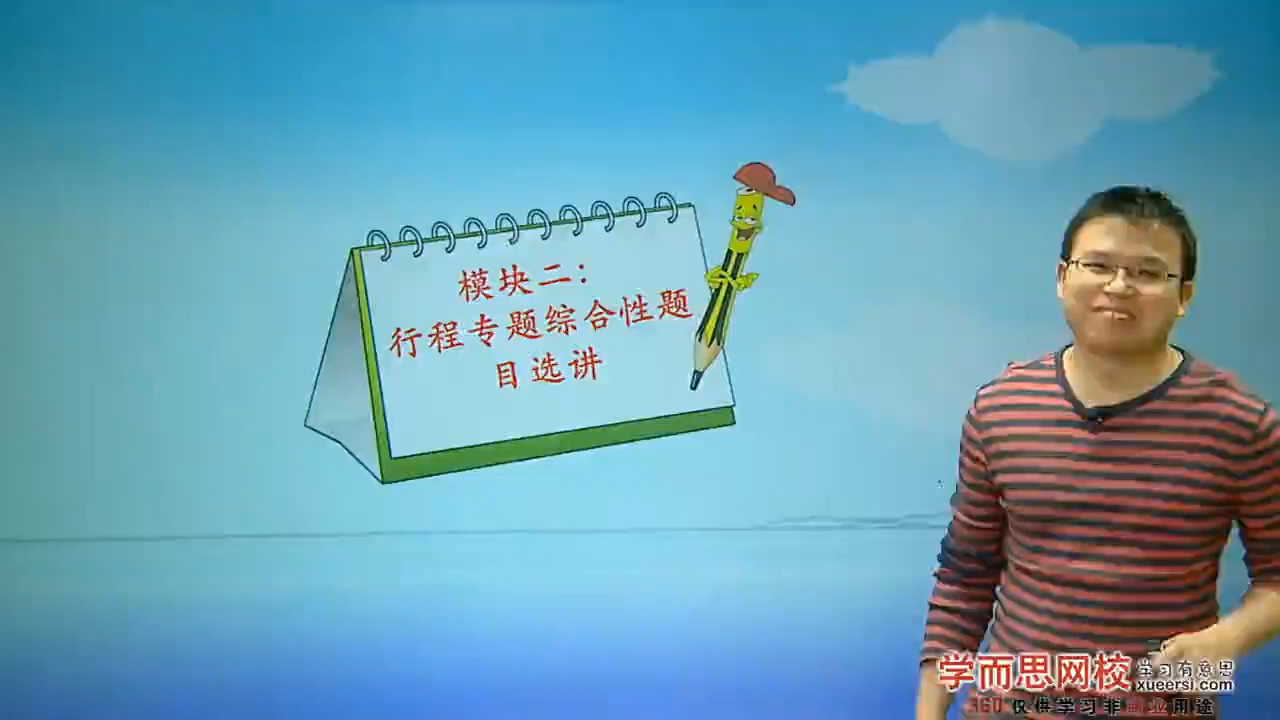 模块二：
行程专题综合性题
目选讲
学而思网校 学习有意思
xueersi.com
360°仅供学习非商业用途